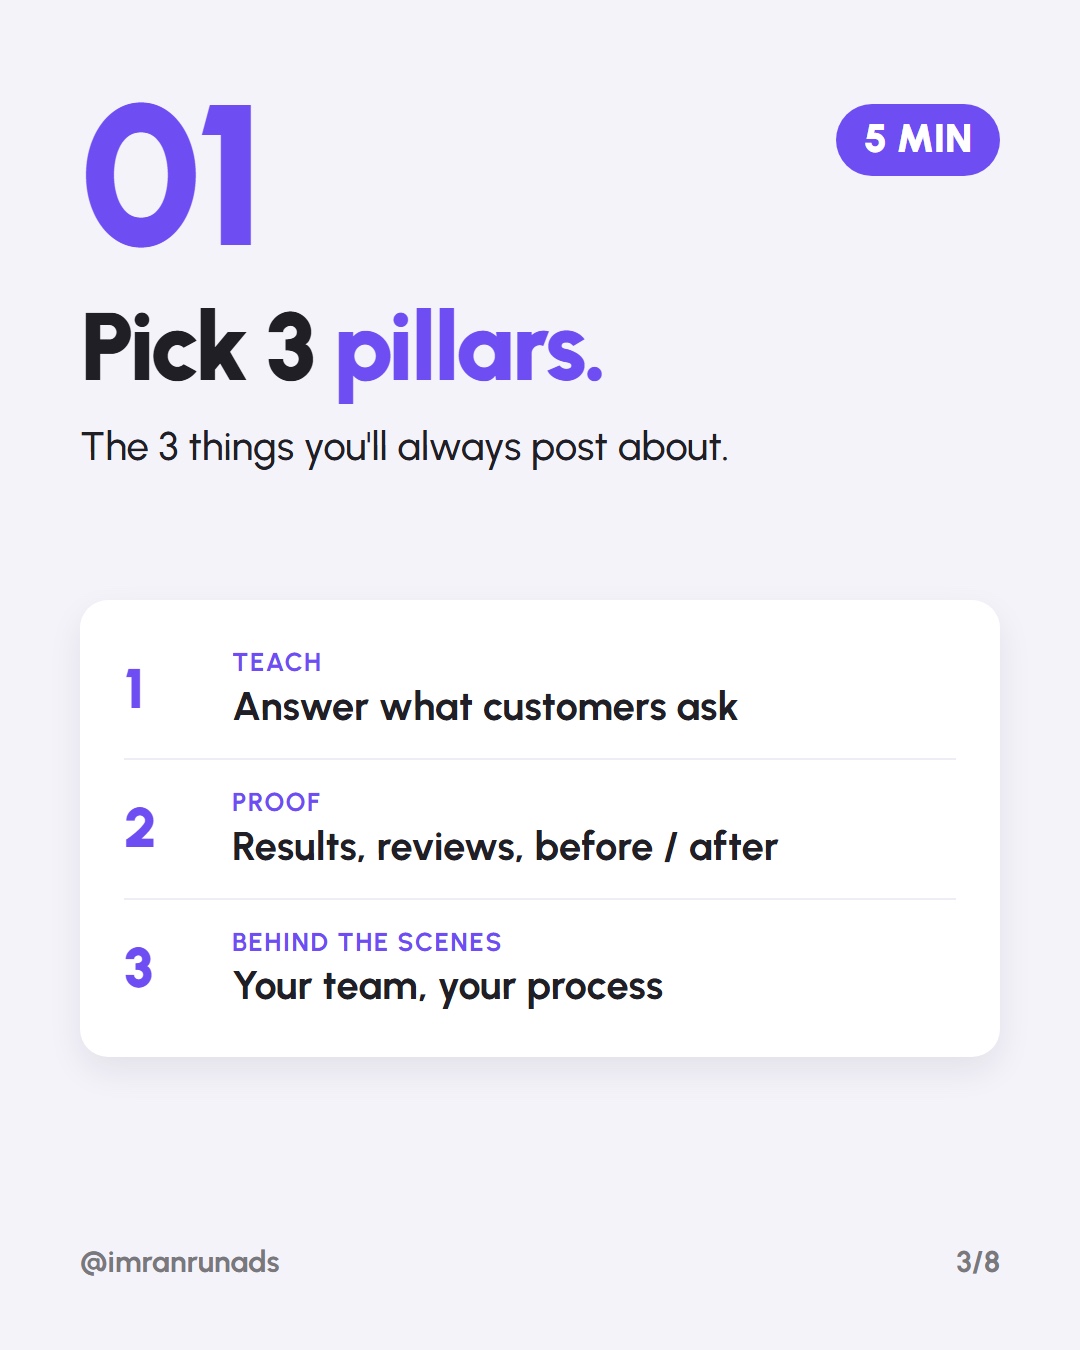 01
5 MIN
Pick 3 pillars.
The 3 things you'll always post about.
1
TEACH
Answer what customers ask
2
PROOF
Results, reviews, before / after
3
BEHIND THE SCENES
Your team, your process
@imranrunads
3/8